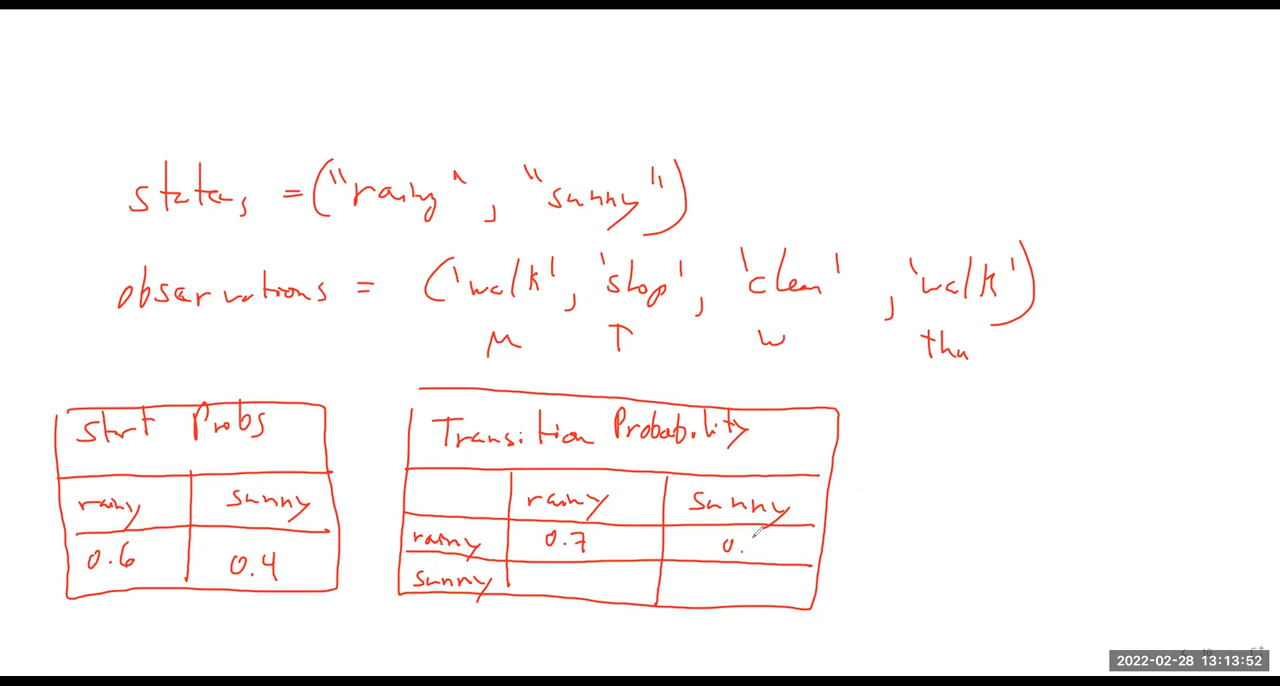 states = ("rainy", "sunny")
observations = ('walk', 'shop', 'clean', 'walk')
M T W thu
Start Probs
rainy sunny
0.6 0.4
Transition Probability
rainy sunny
rainy 0.7 0.
sunny
2022-02-28 13:13:52